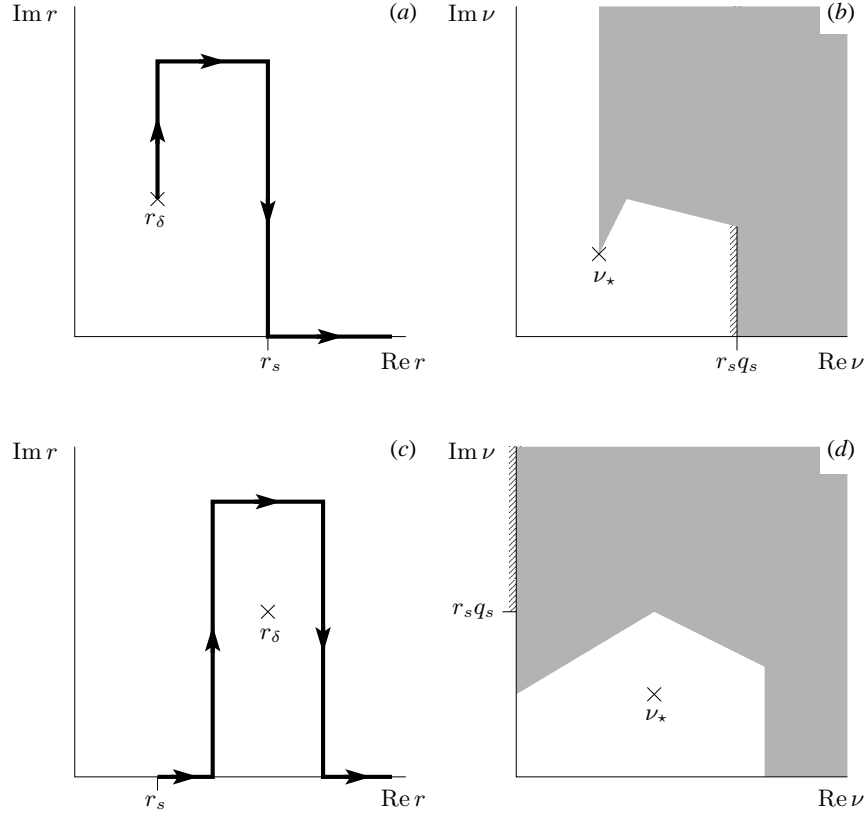 Im r
(a)
r_δ
r_s
Re r
Im ν
(b)
ν_⋆
r_s q_s
Re ν
Im r
(c)
r_δ
r_s
Re r
Im ν
(d)
r_s q_s
ν_⋆
Re ν